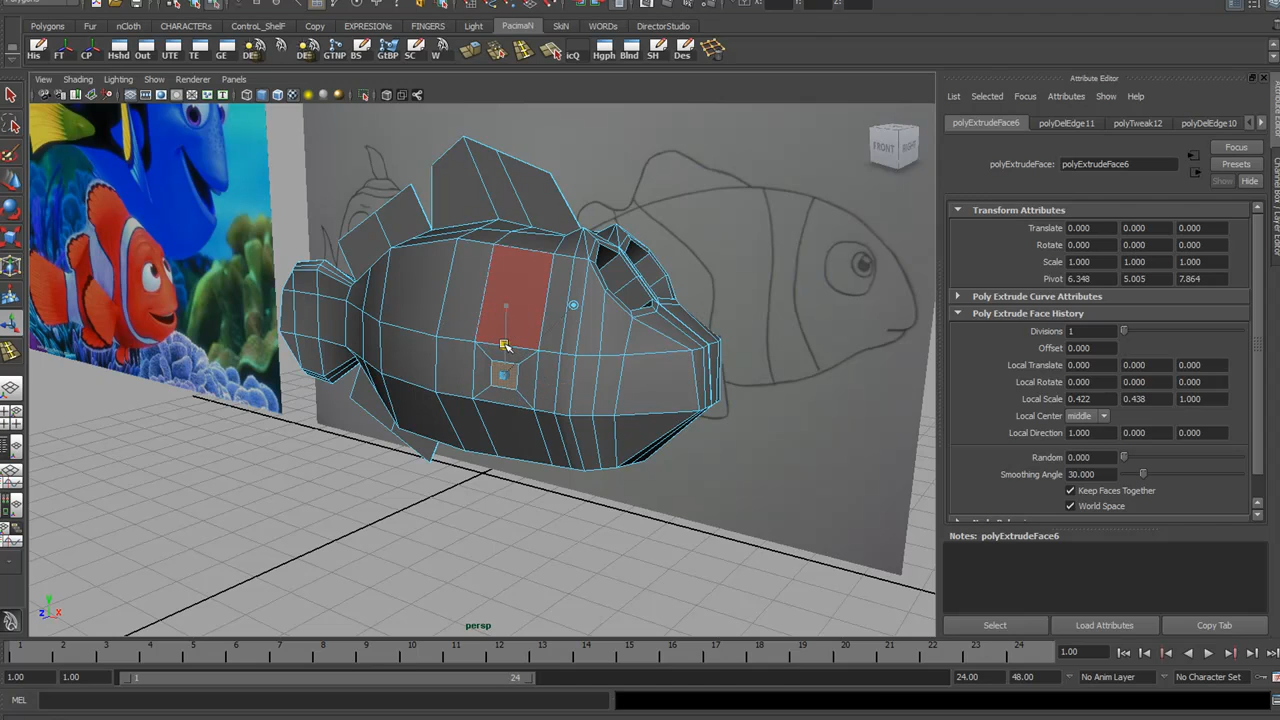 Polygons
X: Y: Z:
Polygons Fur nCloth CHARACTERS ControL_ShelF Copy EXPRESIONs FINGERS Light PacmaN SkiN WORDs DirectorStudio
His FT CP Hshd Out UTE TE GE DE DE GTNP BS GtBP SC W icQ Hgph Blnd SH Des
View Shading Lighting Show Renderer Panels
FRONT RIGHT
persp
Attribute Editor
List Selected Focus Attributes Show Help
polyExtrudeFace6 polyDelEdge11 polyTweak12 polyDelEdge10
Focus
polyExtrudeFace: polyExtrudeFace6 Presets
Show Hide
Transform Attributes
Translate 0.000 0.000 0.000
Rotate 0.000 0.000 0.000
Scale 1.000 1.000 1.000
Pivot 6.348 5.005 7.864
Poly Extrude Curve Attributes
Poly Extrude Face History
Divisions 1
Offset 0.000
Local Translate 0.000 0.000 0.000
Local Rotate 0.000 0.000 0.000
Local Scale 0.422 0.438 1.000
Local Center middle
Local Direction 1.000 0.000 0.000
Random 0.000
Smoothing Angle 30.000
Keep Faces Together
World Space
Notes: polyExtrudeFace6
Select Load Attributes Copy Tab
Channel Box / Layer Editor
1 2 3 4 5 6 7 8 9 10 11 12 13 14 15 16 17 18 19 20 21 22 23 24
1.00
1.00 1.00 1 24 24.00 48.00 No Anim Layer No Character Set
MEL